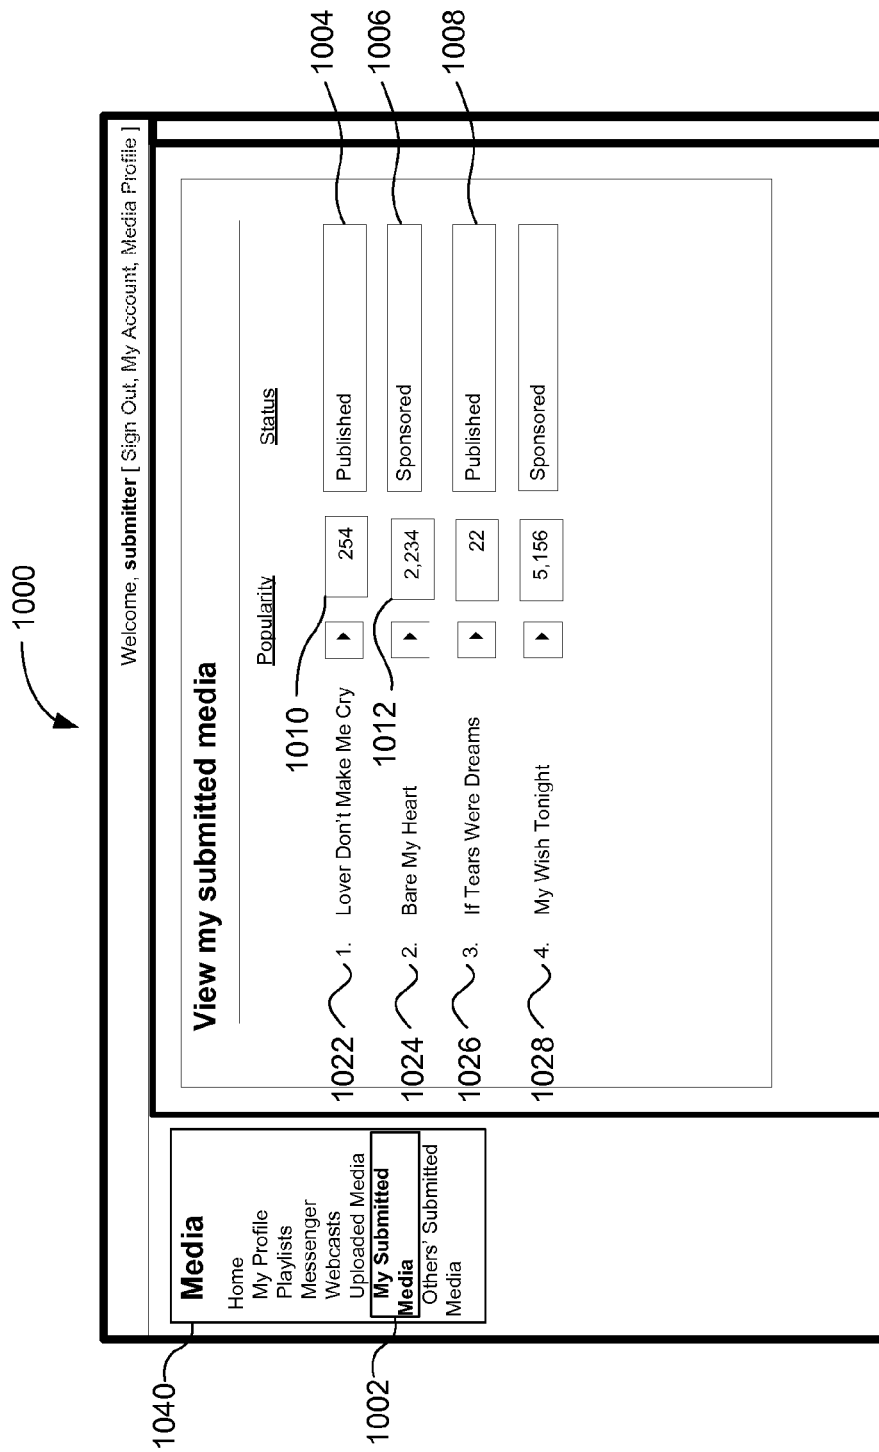 1000
Welcome, submitter [ Sign Out, My Account, Media Profile ]
1040
Media
Home
My Profile
Playlists
Messenger
Webcasts
Uploaded Media
1002
My Submitted
Media
Others' Submitted
Media
View my submitted media
Popularity
Status
1010
1012
1022
1. Lover Don't Make Me Cry
254
Published
1004
1024
2. Bare My Heart
2,234
Sponsored
1006
1026
3. If Tears Were Dreams
22
Published
1008
1028
4. My Wish Tonight
5,156
Sponsored